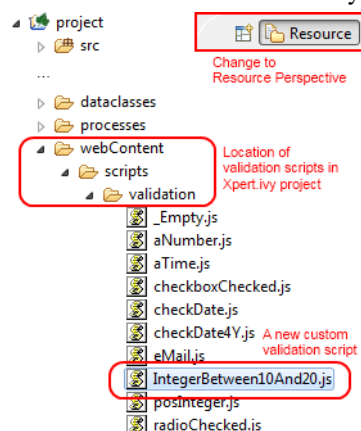 project
Resource
src
Change to
Resource Perspective
...
dataclasses
processes
webContent
Location of
validation scripts in
Xpert.ivy project
scripts
validation
_Empty.js
aNumber.js
aTime.js
checkboxChecked.js
checkDate.js
checkDate4Y.js
A new custom
validation script
eMail.js
IntegerBetween10And20.js
posInteger.js
radioChecked.js